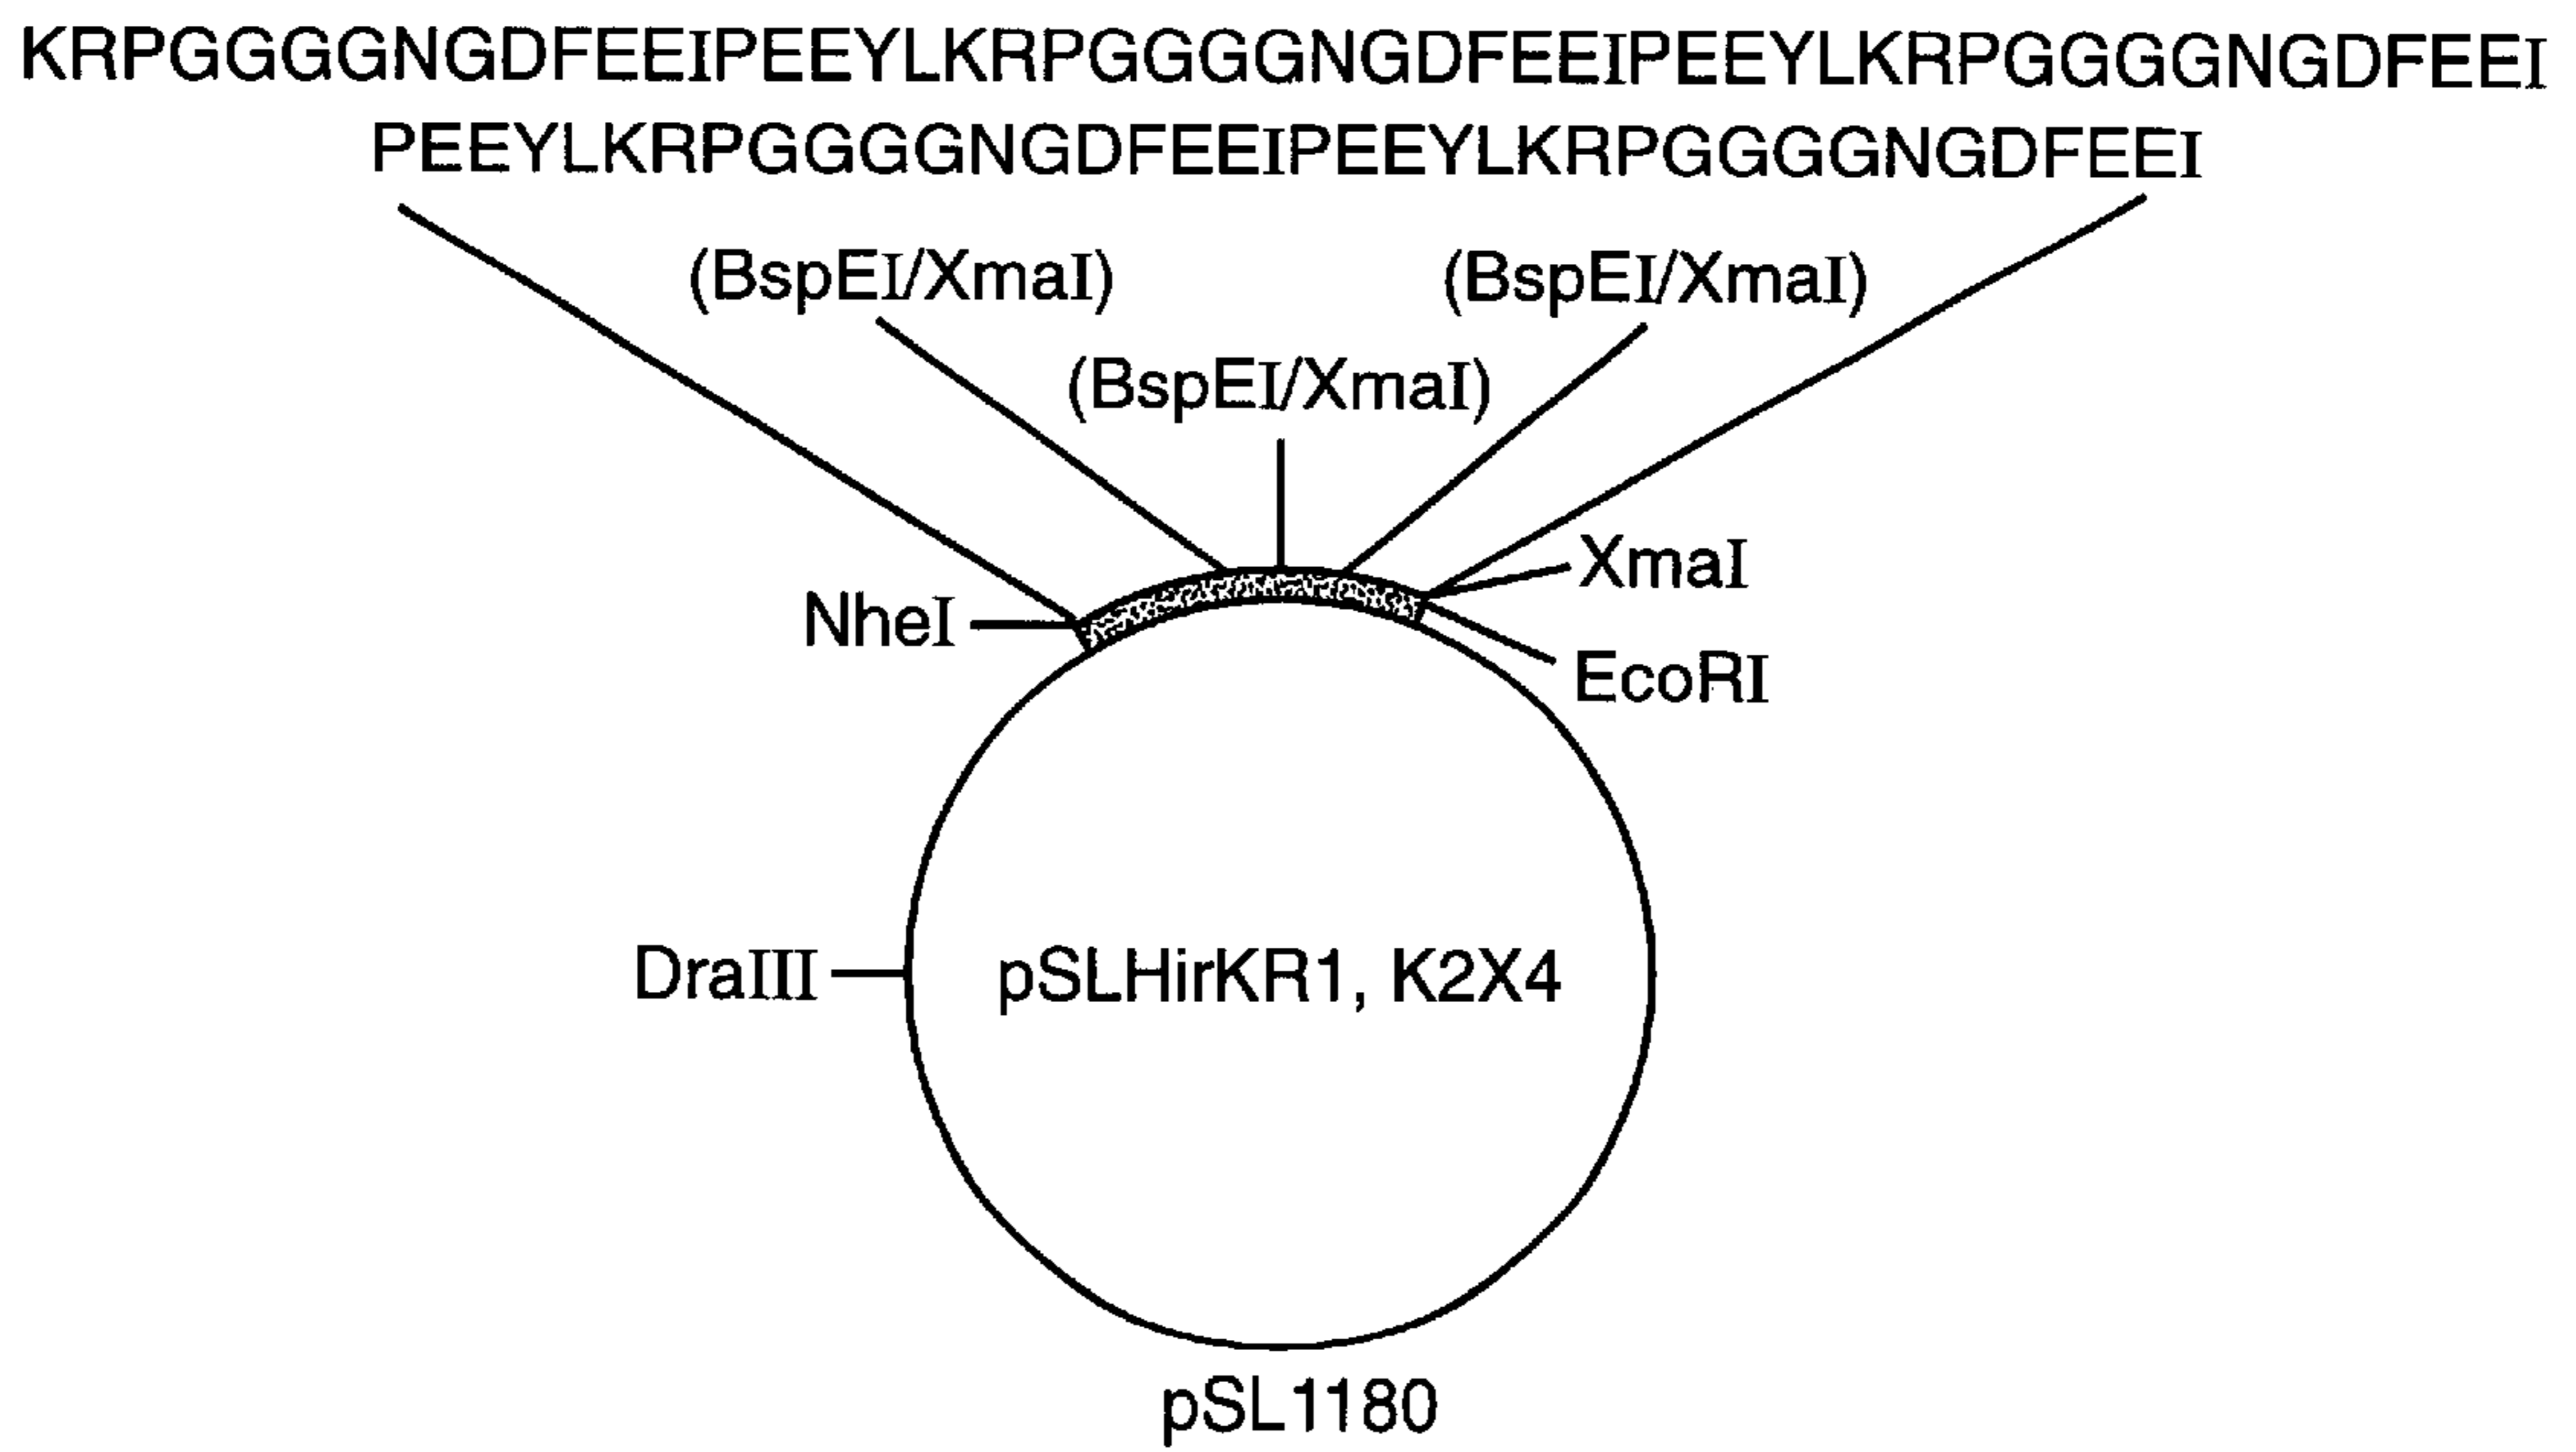 KRPGGGGNGDFEEIPEEYLKRPGGGGNGDFEEIPEEYLKRPGGGGNGDFEEI
PEEYLKRPGGGGNGDFEEIPEEYLKRPGGGGNGDFEEI
(BspEI/XmaI)
(BspEI/XmaI)
(BspEI/XmaI)
XmaI
NheI
EcoRI
DraIII
pSLHirKR1, K2X4
pSL1180